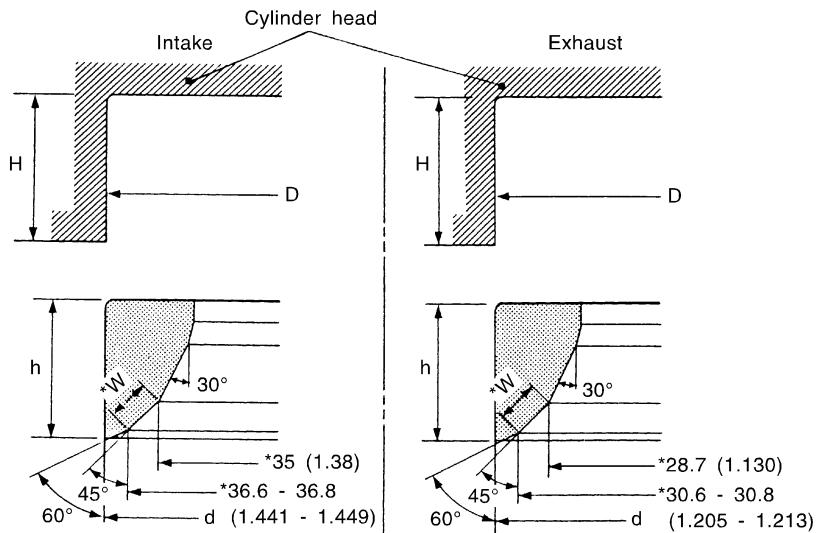 Cylinder head
Intake
Exhaust
H
D
H
D
h
*W
30°
*35 (1.38)
45°
*36.6 - 36.8
60°
d (1.441 - 1.449)
h
*W
30°
*28.7 (1.130)
45°
*30.6 - 30.8
60°
d (1.205 - 1.213)